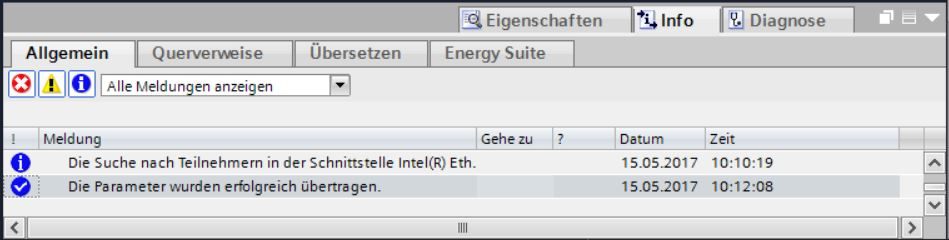 Eigenschaften Info Diagnose
Allgemein Querverweise Übersetzen Energy Suite
Alle Meldungen anzeigen
! Meldung Gehe zu ? Datum Zeit
Die Suche nach Teilnehmern in der Schnittstelle Intel(R) Eth. 15.05.2017 10:10:19
Die Parameter wurden erfolgreich übertragen. 15.05.2017 10:12:08